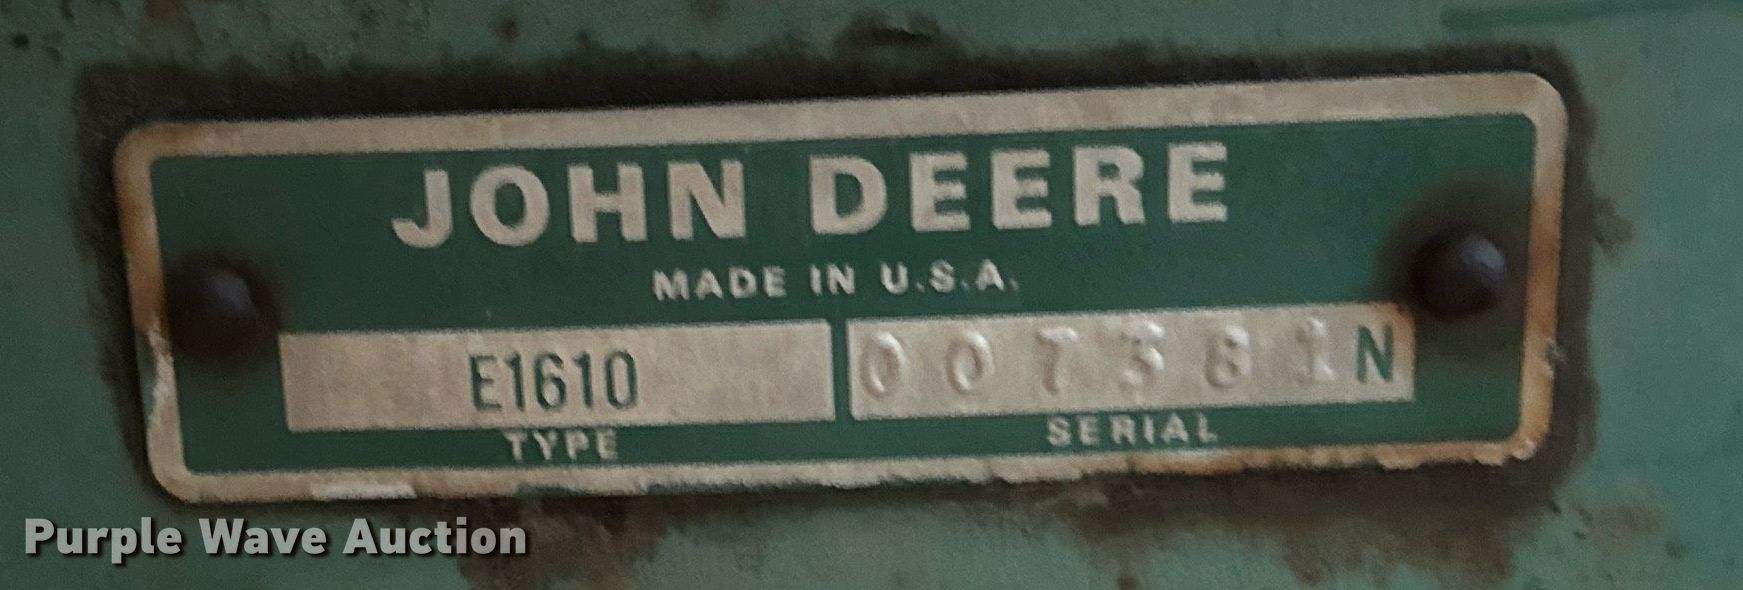 JOHN DEERE
MADE IN U.S.A.
E1610 007381N
TYPE SERIAL
Purple Wave Auction